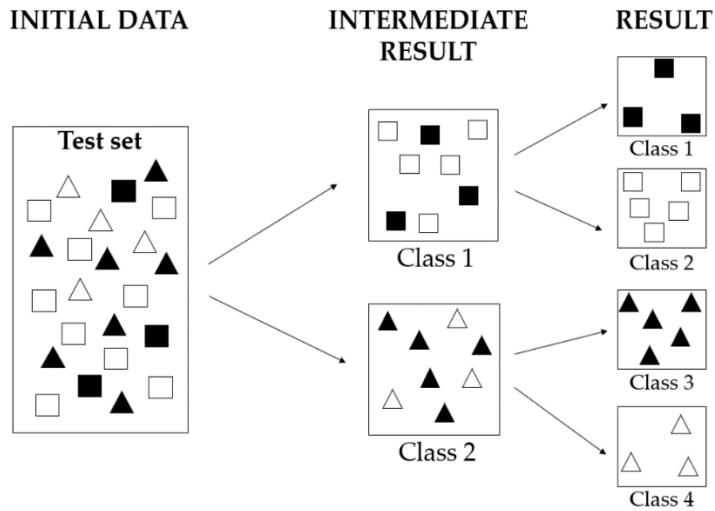 INITIAL DATA
INTERMEDIATE
RESULT
RESULT
Test set
Class 1
Class 2
Class 1
Class 2
Class 3
Class 4